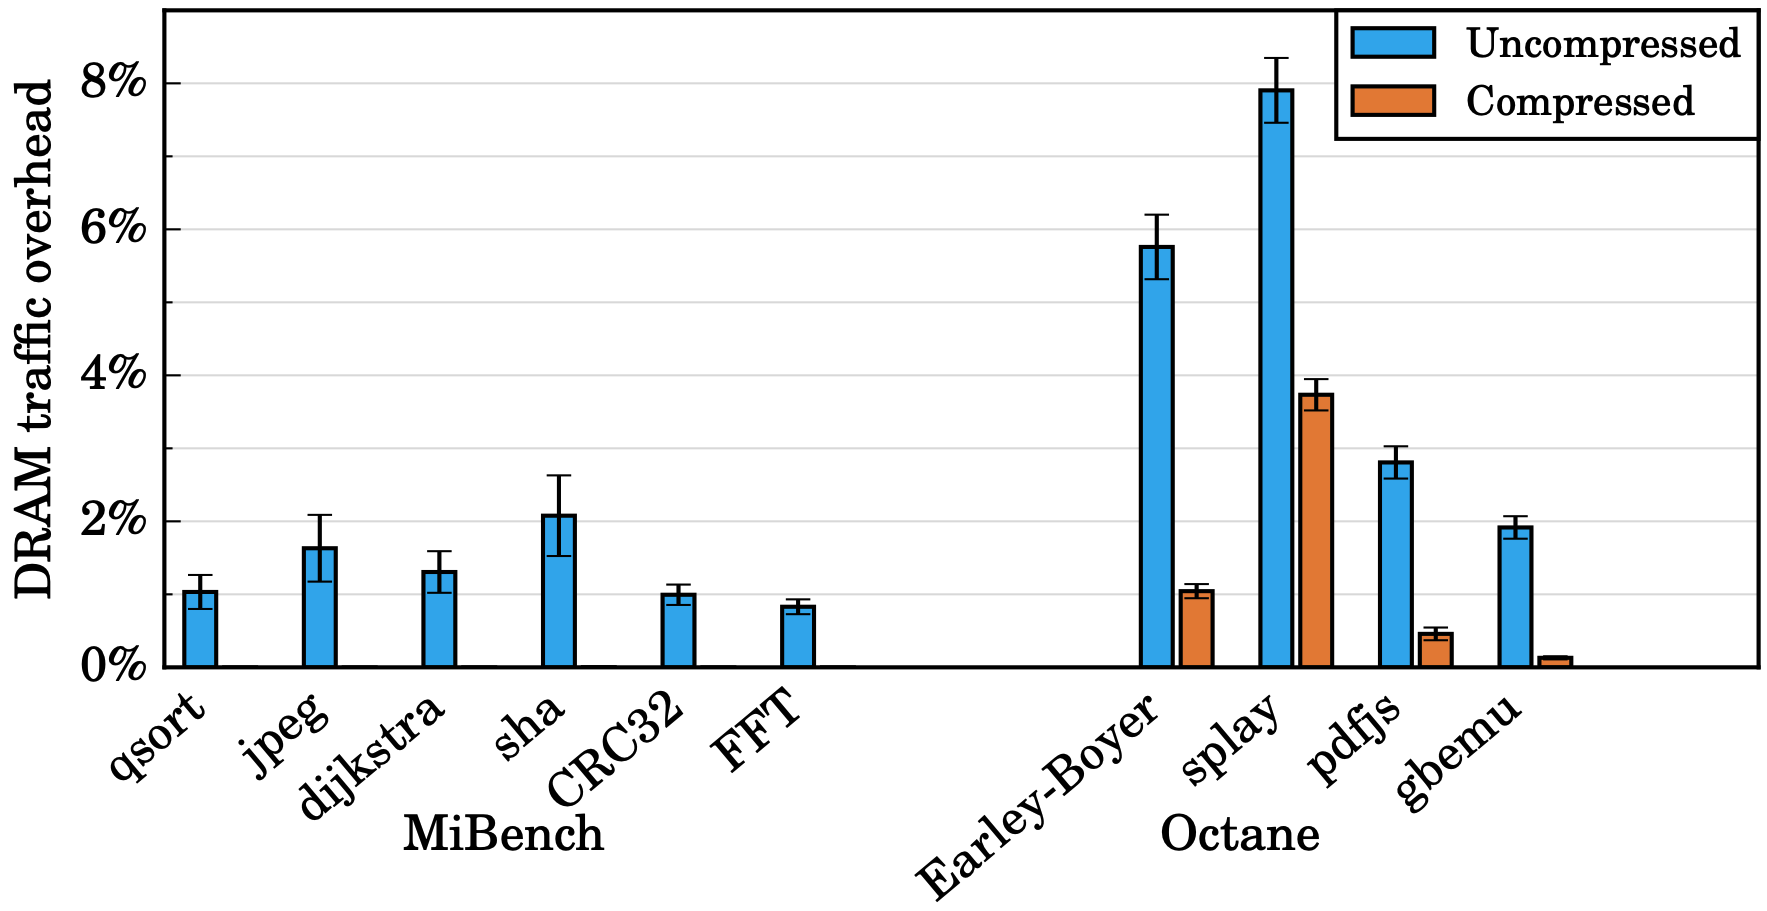 DRAM traffic overhead
8%
6%
4%
2%
0%
Uncompressed
Compressed
qsort
jpeg
dijkstra
sha
CRC32
FFT
Earley-Boyer
splay
pdfjs
gbemu
MiBench
Octane